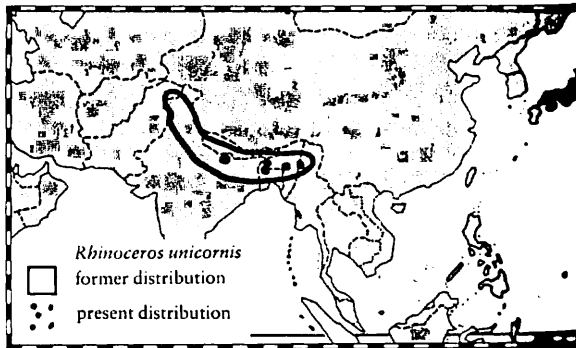 Rhinoceros unicornis
former distribution
present distribution